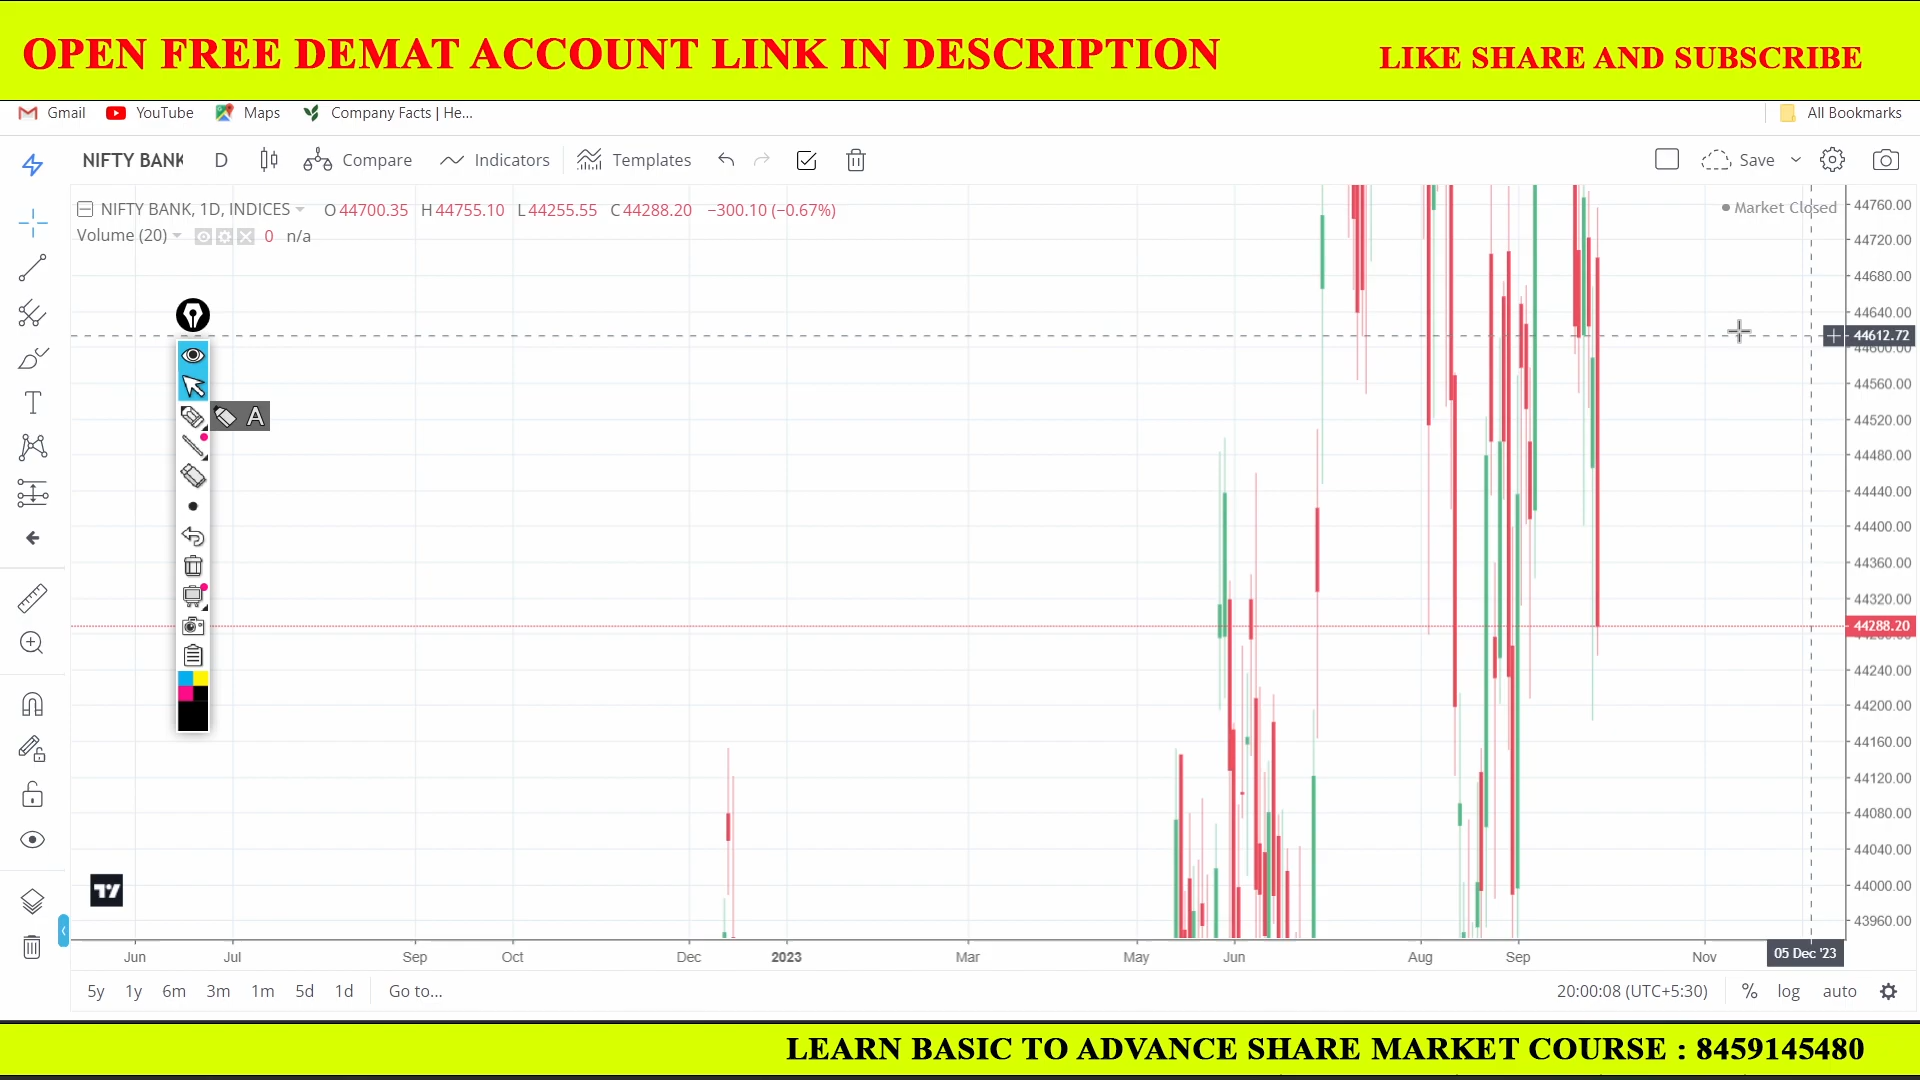 OPEN FREE DEMAT ACCOUNT LINK IN DESCRIPTION LIKE SHARE AND SUBSCRIBE
Gmail YouTube Maps Company Facts | He... All Bookmarks
NIFTY BANK D Compare Indicators Templates Save
NIFTY BANK, 1D, INDICES O44700.35 H44755.10 L44255.55 C44288.20 −300.10 (−0.67%) Market Closed
Volume (20) 0 n/a
44760.00
44720.00
44680.00
44640.00
44612.72
44600.00
44560.00
A
44520.00
44480.00
44440.00
44400.00
44360.00
44320.00
44288.20
44240.00
44200.00
44160.00
44120.00
44080.00
44040.00
44000.00
43960.00
Jun Jul Sep Oct Dec 2023 Mar May Jun Aug Sep Nov 05 Dec '23
5y 1y 6m 3m 1m 5d 1d Go to... 20:00:08 (UTC+5:30) % log auto
LEARN BASIC TO ADVANCE SHARE MARKET COURSE : 8459145480